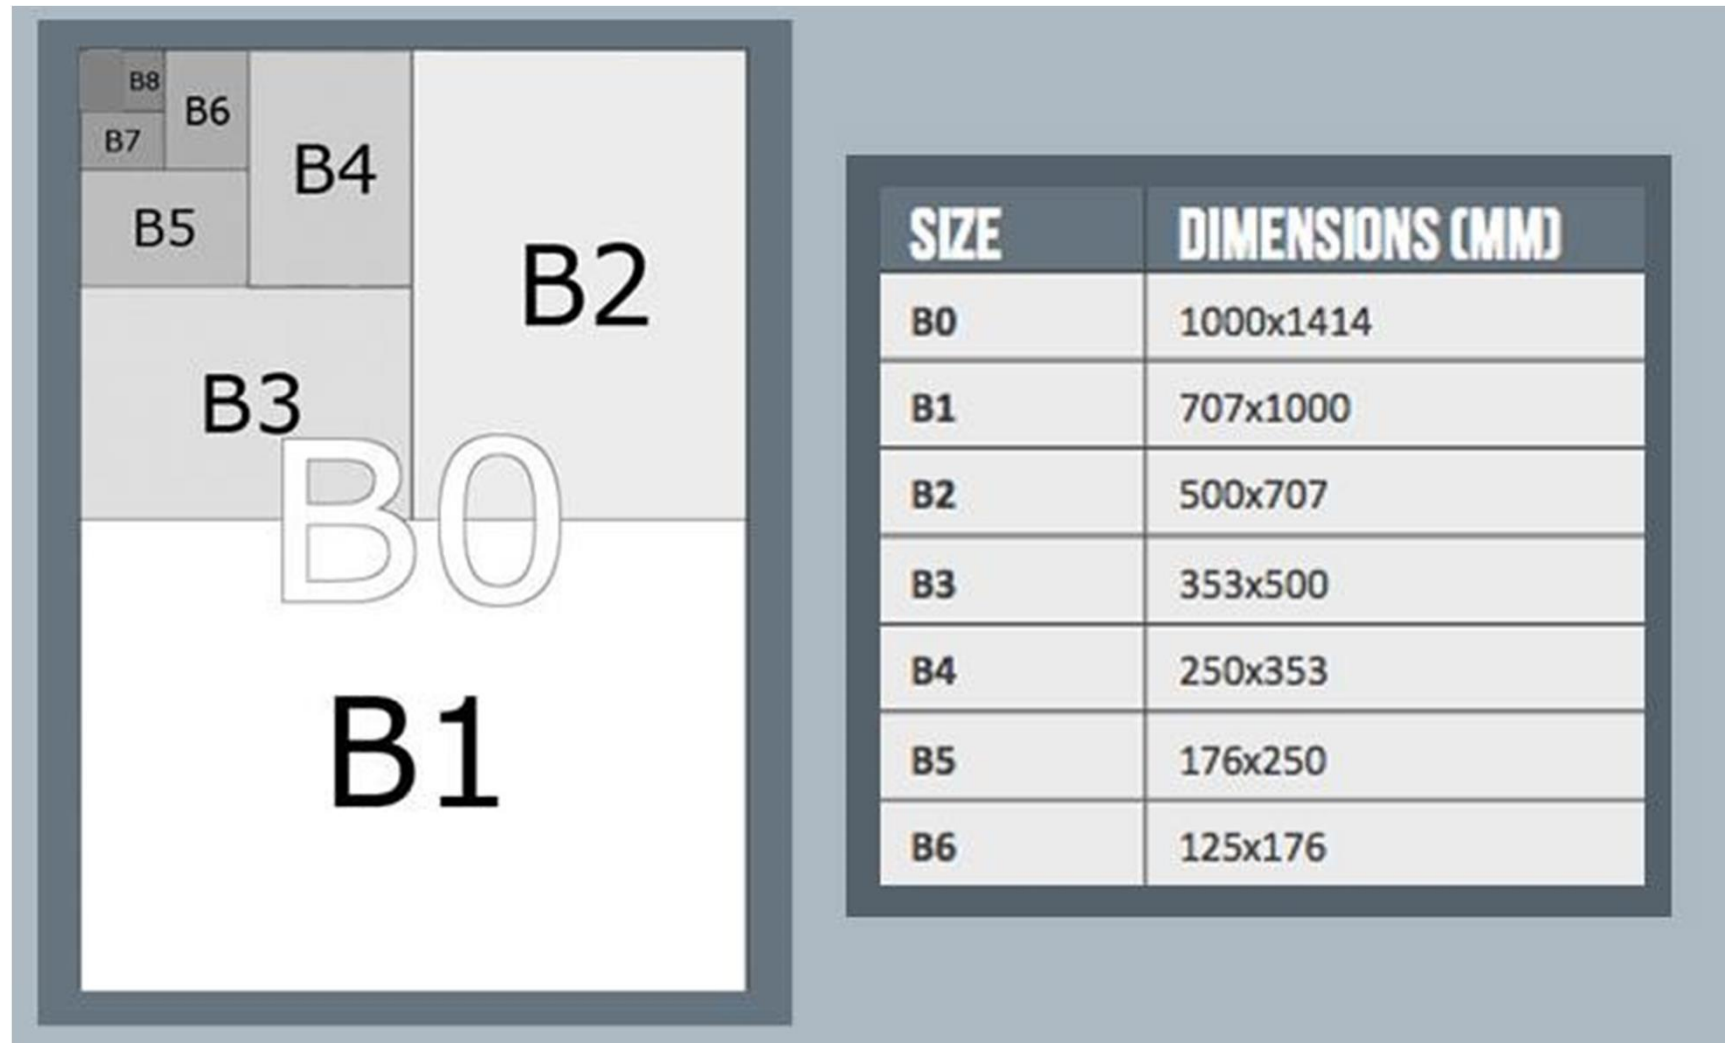 B8
B6
B7
B4
B5
B2
B3
B0
B1
SIZE DIMENSIONS (MM)
B0 1000x1414
B1 707x1000
B2 500x707
B3 353x500
B4 250x353
B5 176x250
B6 125x176